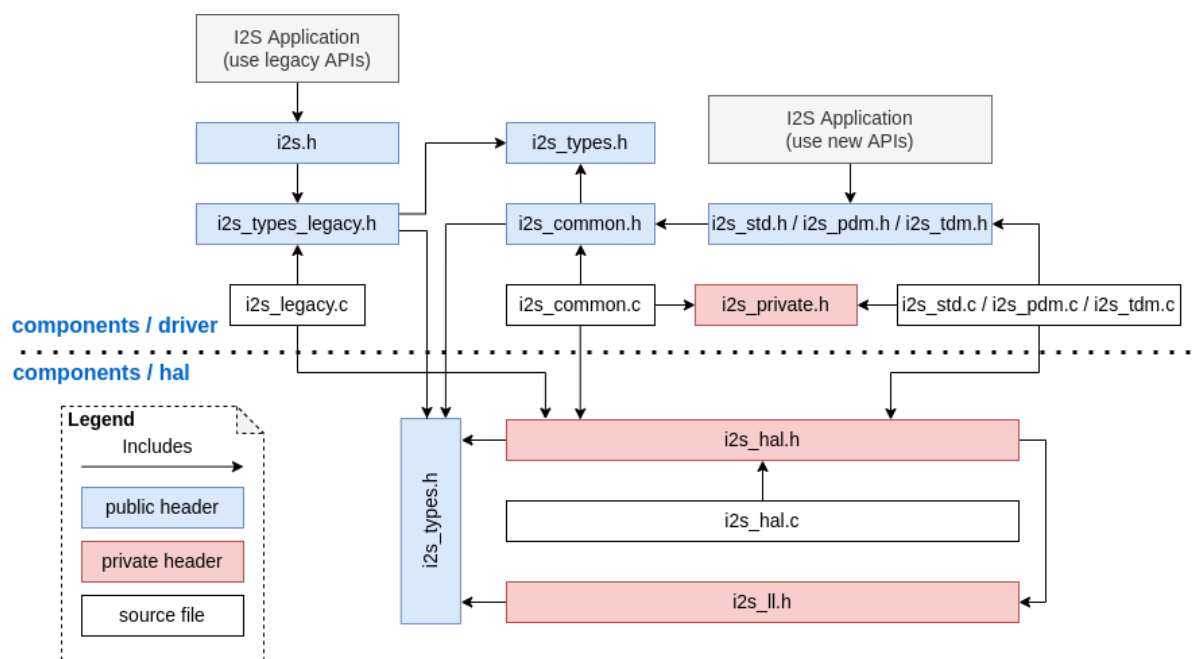 I2S Application
(use legacy APIs)
I2S Application
(use new APIs)
i2s.h
i2s_types.h
i2s_types_legacy.h
i2s_common.h
i2s_std.h / i2s_pdm.h / i2s_tdm.h
i2s_legacy.c
i2s_common.c
i2s_private.h
i2s_std.c / i2s_pdm.c / i2s_tdm.c
components / driver
components / hal
Legend
Includes
public header
private header
source file
i2s_types.h
i2s_hal.h
i2s_hal.c
i2s_ll.h